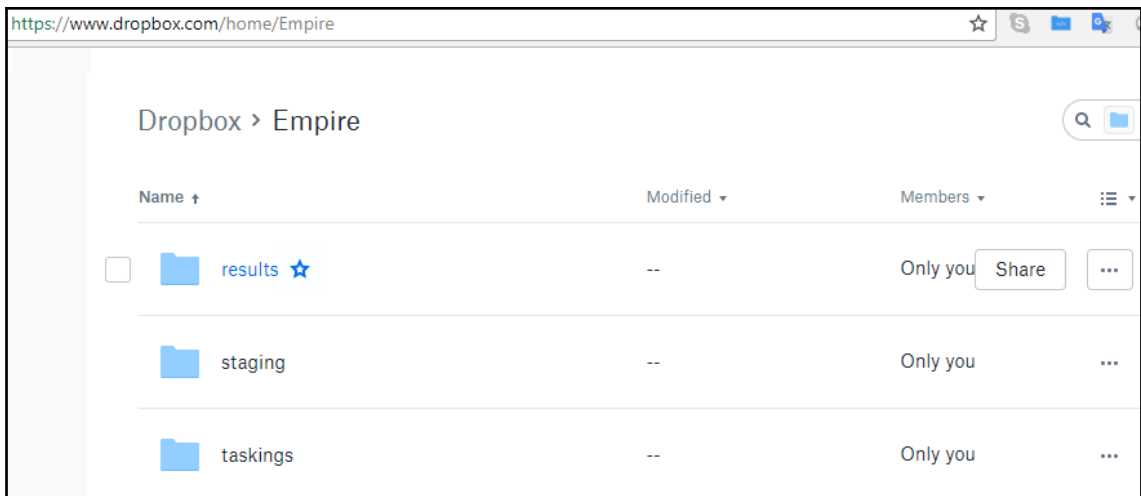 https://www.dropbox.com/home/Empire
Dropbox > Empire
Name Modified Members
results -- Only you Share ...
staging -- Only you ...
taskings -- Only you ...